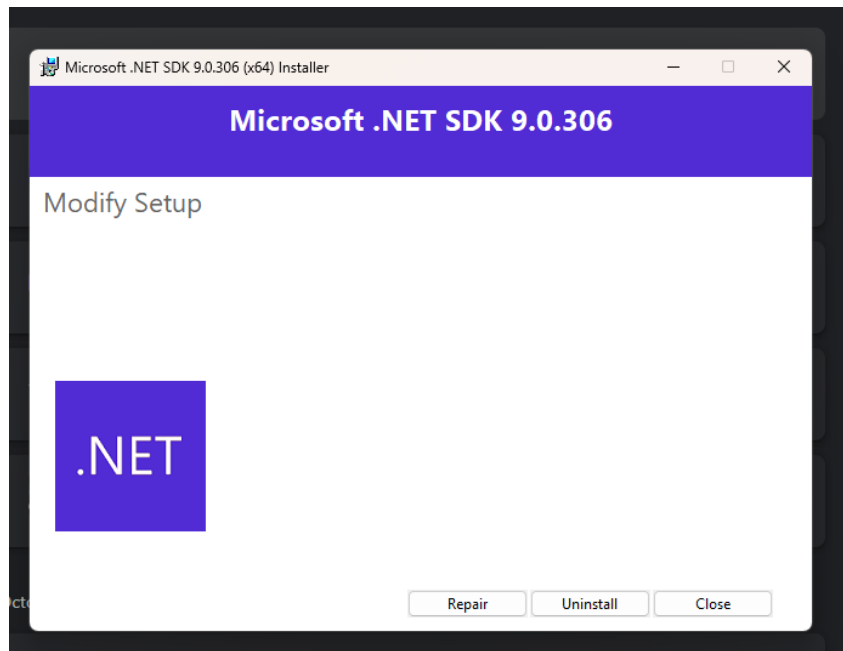 Microsoft .NET SDK 9.0.306 (x64) Installer
Microsoft .NET SDK 9.0.306
Modify Setup
.NET
Repair Uninstall Close